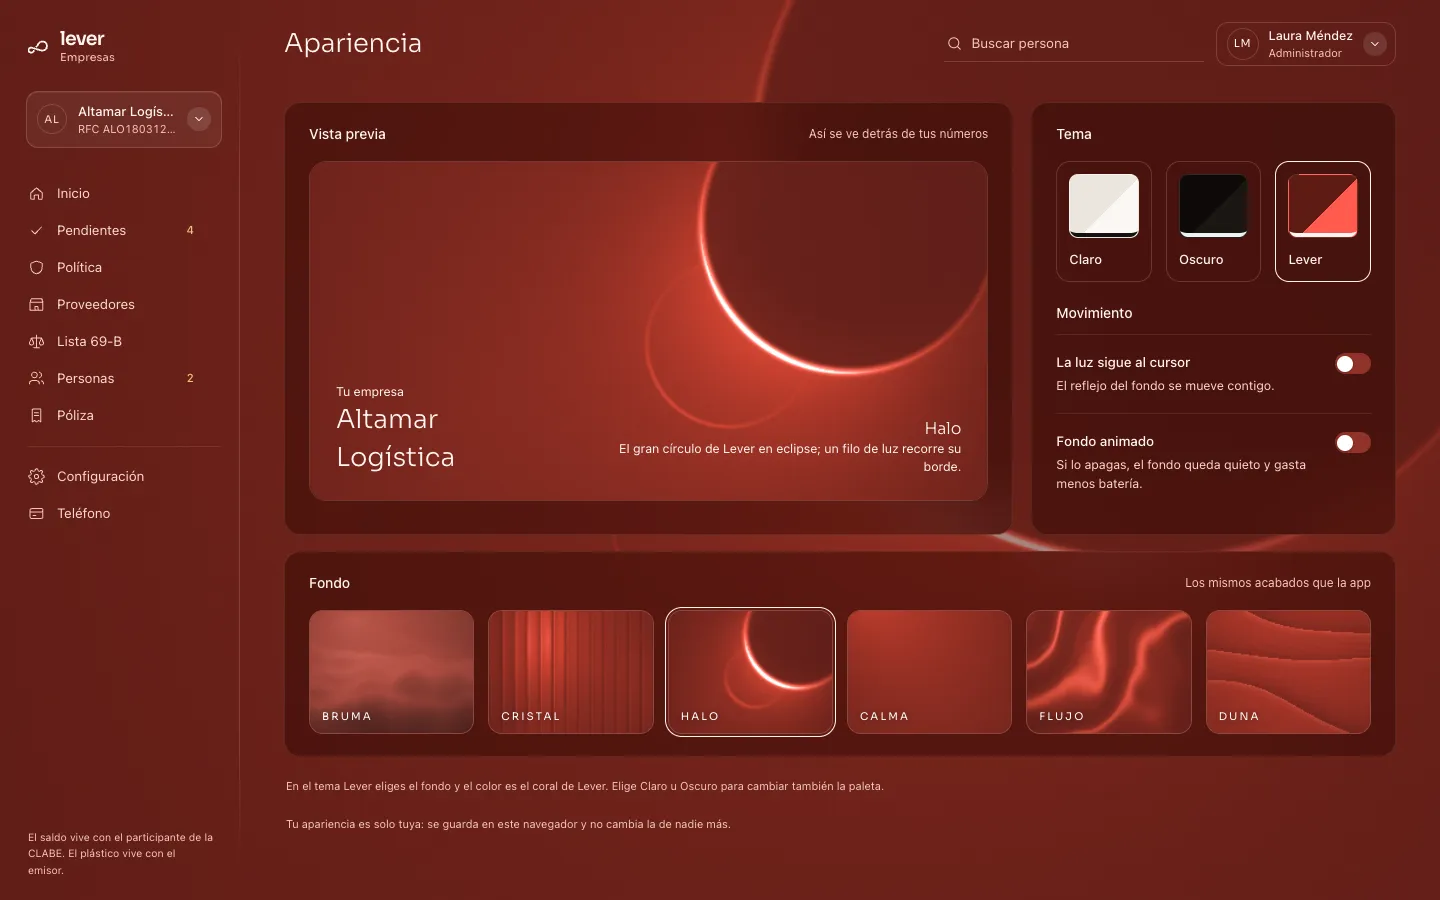 lever
Empresas
AL
Altamar Logís...
RFC ALO180312...
Inicio
Pendientes 4
Política
Proveedores
Lista 69-B
Personas 2
Póliza
Configuración
Teléfono
El saldo vive con el participante de la
CLABE. El plástico vive con el
emisor.
Apariencia
Buscar persona
LM
Laura Méndez
Administrador
Vista previa
Así se ve detrás de tus números
Tu empresa
Altamar
Logística
Halo
El gran círculo de Lever en eclipse; un filo de luz recorre su
borde.
Tema
Claro
Oscuro
Lever
Movimiento
La luz sigue al cursor
El reflejo del fondo se mueve contigo.
Fondo animado
Si lo apagas, el fondo queda quieto y gasta
menos batería.
Fondo
Los mismos acabados que la app
BRUMA
CRISTAL
HALO
CALMA
FLUJO
DUNA
En el tema Lever eliges el fondo y el color es el coral de Lever. Elige Claro u Oscuro para cambiar también la paleta.
Tu apariencia es solo tuya: se guarda en este navegador y no cambia la de nadie más.